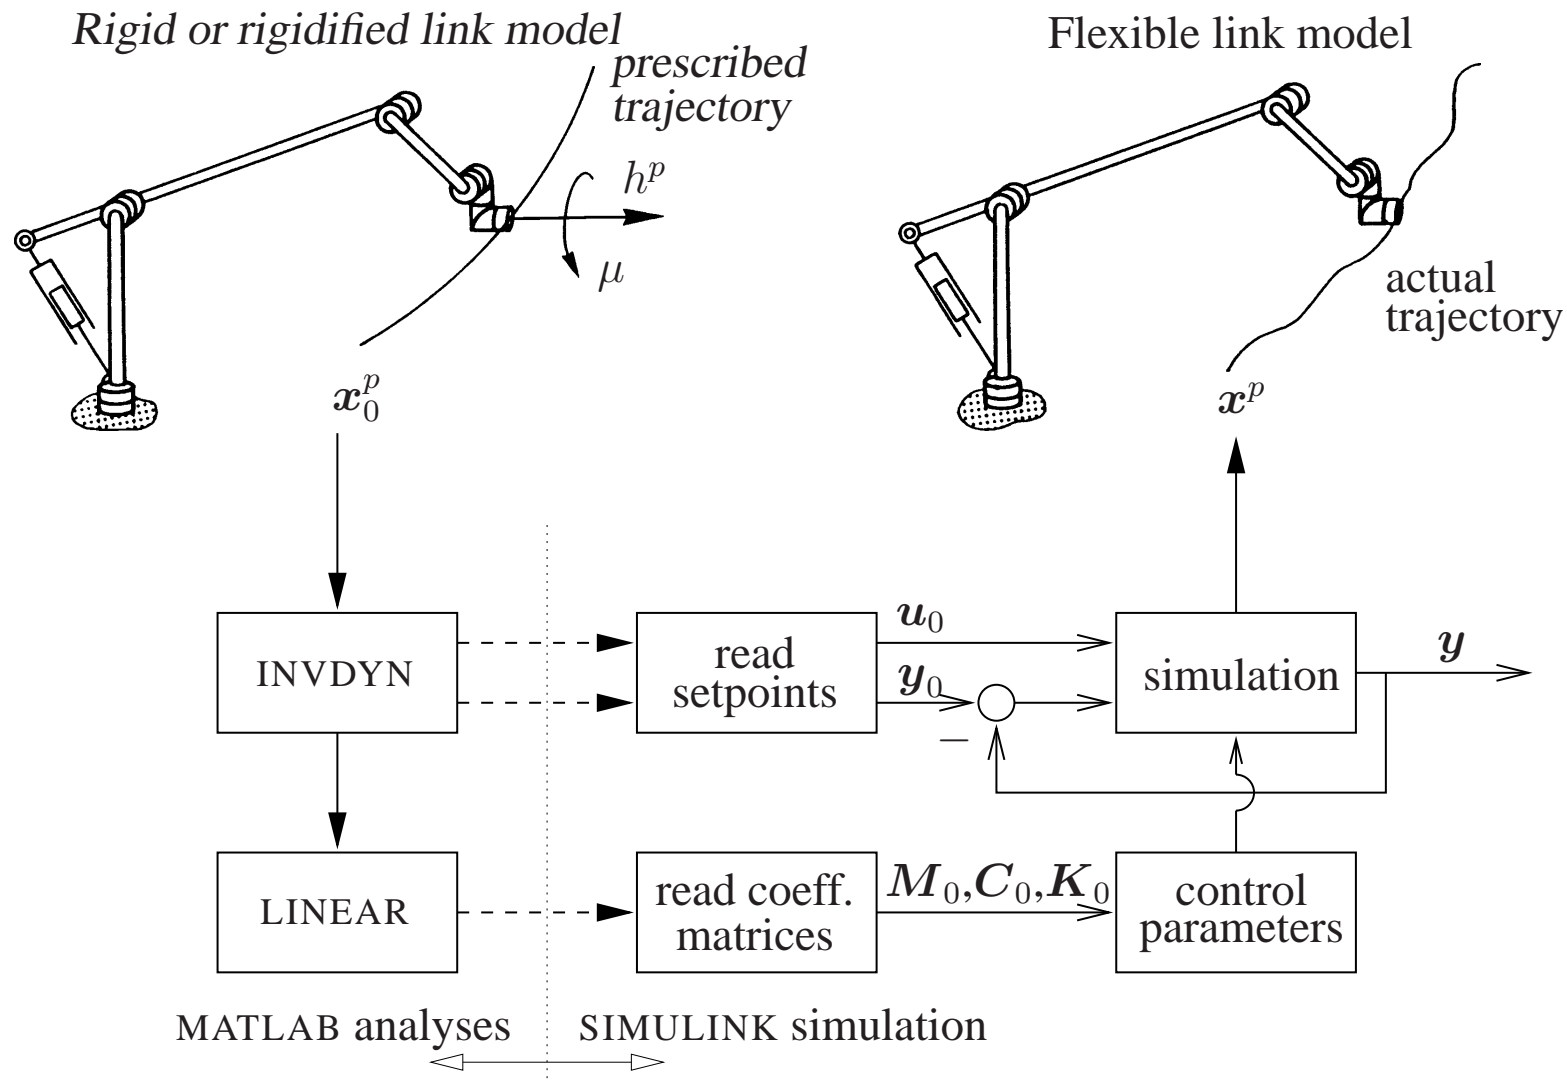 Rigid or rigidified link model
prescribed
trajectory
h^p
μ
x_0^p
Flexible link model
actual
trajectory
x^p
INVDYN
read
setpoints
u_0
y_0
−
simulation
y
LINEAR
read coeff.
matrices
M_0,C_0,K_0
control
parameters
MATLAB analyses
SIMULINK simulation